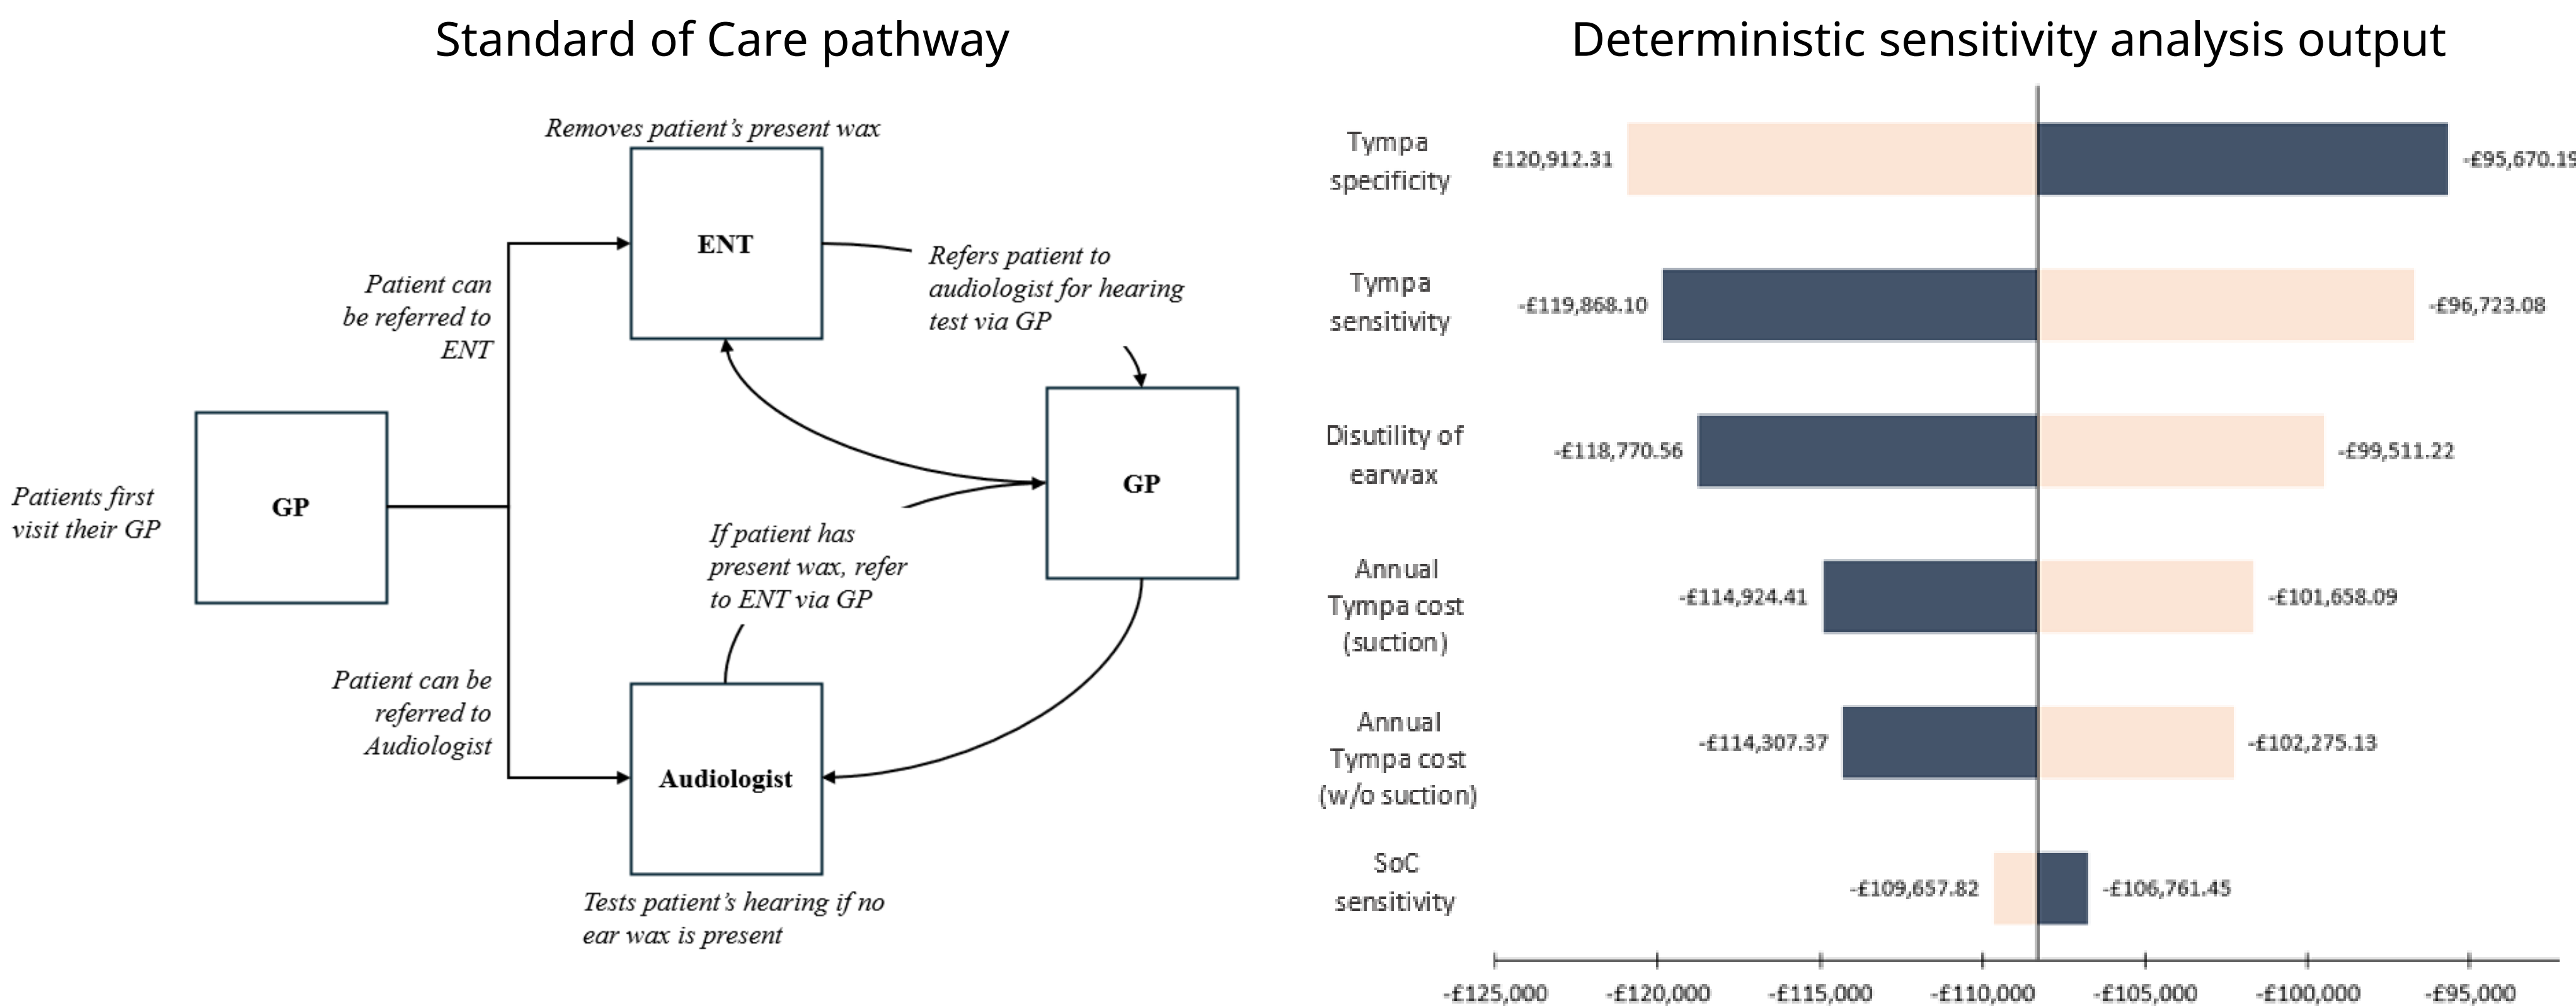 Standard of Care pathway
Removes patient's present wax
ENT
Patient can
be referred to
ENT
Refers patient to
audiologist for hearing
test via GP
Patients first
visit their GP
GP
GP
If patient has
present wax, refer
to ENT via GP
Patient can be
referred to
Audiologist
Audiologist
Tests patient's hearing if no
ear wax is present
Deterministic sensitivity analysis output
Tympa
specificity
£120,912.31
-£95,670.19
Tympa
sensitivity
-£119,868.10
-£96,723.08
Disutility of
earwax
-£118,770.56
-£99,511.22
Annual
Tympa cost
(suction)
-£114,924.41
-£101,658.09
Annual
Tympa cost
(w/o suction)
-£114,307.37
-£102,275.13
SoC
sensitivity
-£109,657.82
-£106,761.45
-£125,000 -£120,000 -£115,000 -£110,000 -£105,000 -£100,000 -£95,000